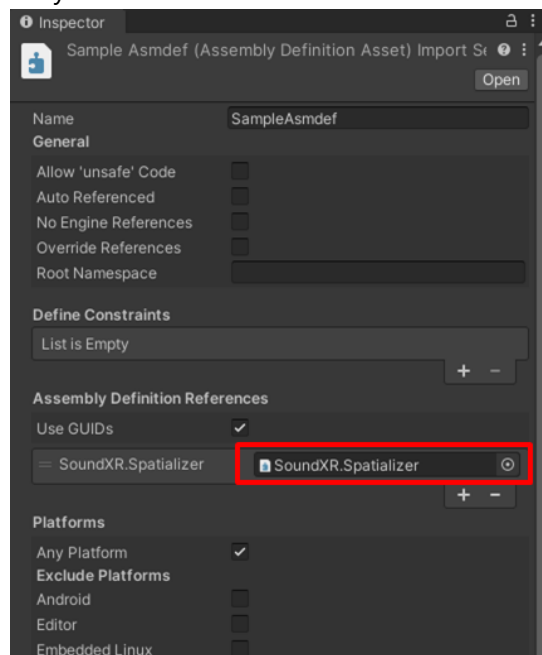 Inspector
Sample Asmdef (Assembly Definition Asset) Import Se
Open
Name SampleAsmdef
General
Allow 'unsafe' Code
Auto Referenced
No Engine References
Override References
Root Namespace
Define Constraints
List is Empty
+ −
Assembly Definition References
Use GUIDs
= SoundXR.Spatializer SoundXR.Spatializer
+ −
Platforms
Any Platform
Exclude Platforms
Android
Editor
Embedded Linux